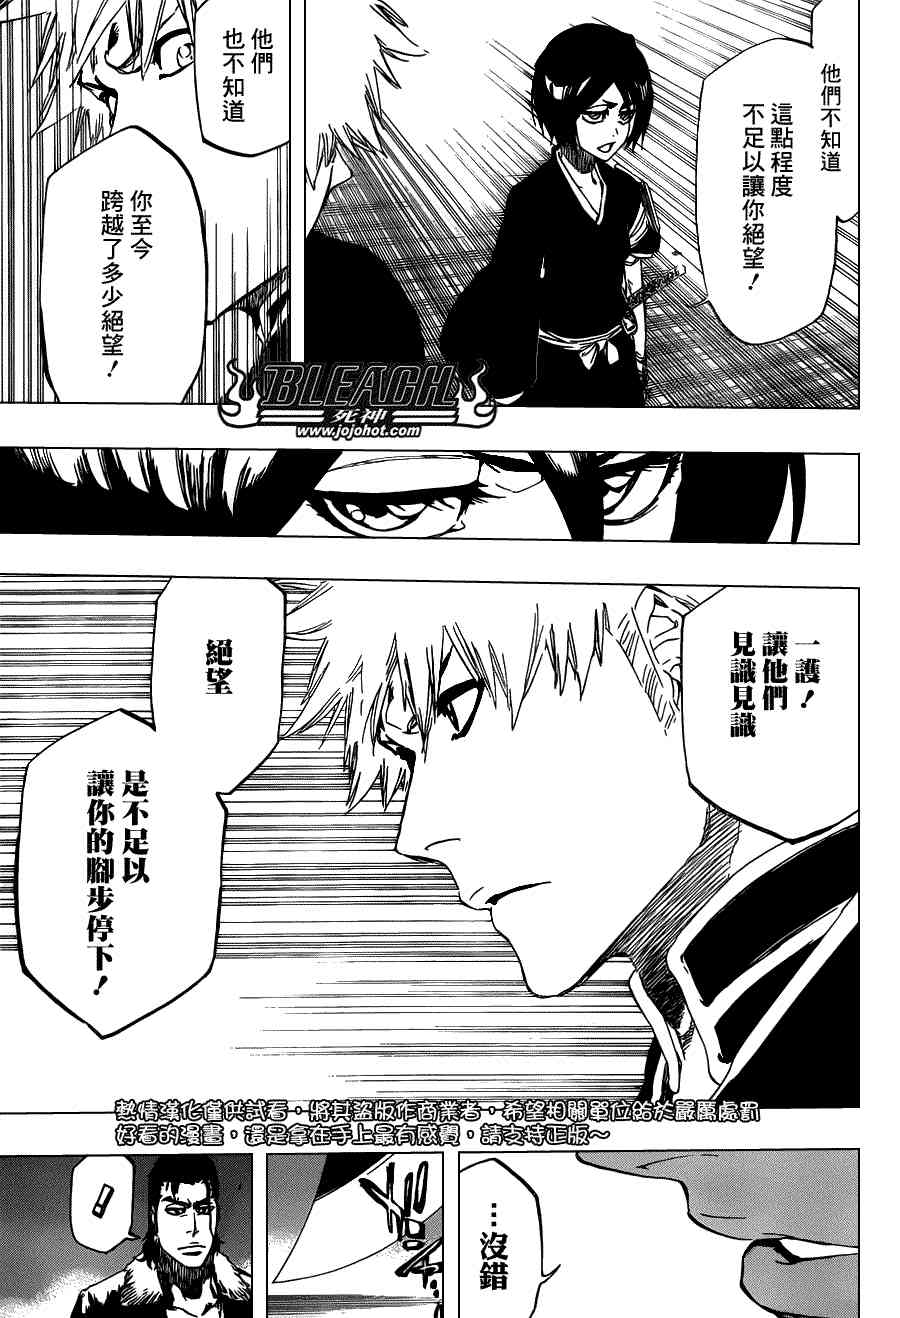 他們不知道
這點程度
不足以讓你絕望！
他們
也不知道
你至今
跨越了多少絕望！
BLEACH
死神
www.jojohot.com
一護！
讓他們
見識見識
絕望
是不足以
讓你的腳步停下！
熱情漢化僅供試看，將其盜版作商業者，希望相關單位給於嚴厲處罰
好看的漫畫，還是拿在手上最有感覺，請支持正版～
…沒錯
！